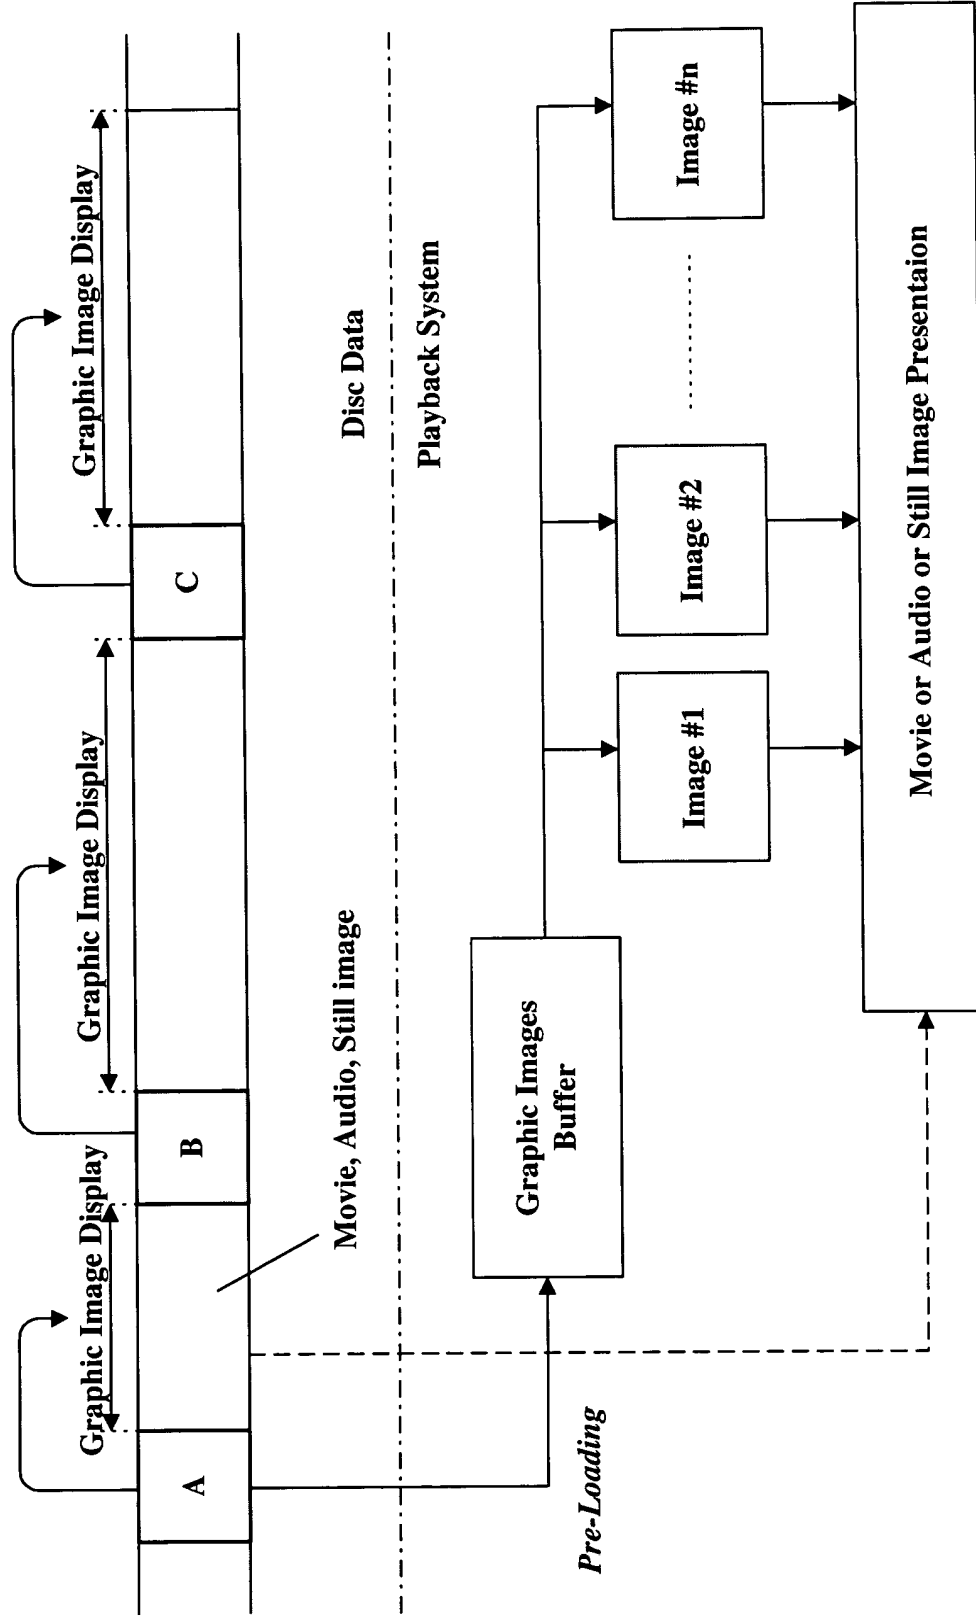 Graphic Image Display
Graphic Image Display
Graphic Image Display
A
B
C
Movie, Audio, Still image
Disc Data
Playback System
Pre-Loading
Graphic Images
Buffer
Image #1
Image #2
Image #n
Movie or Audio or Still Image Presentaion